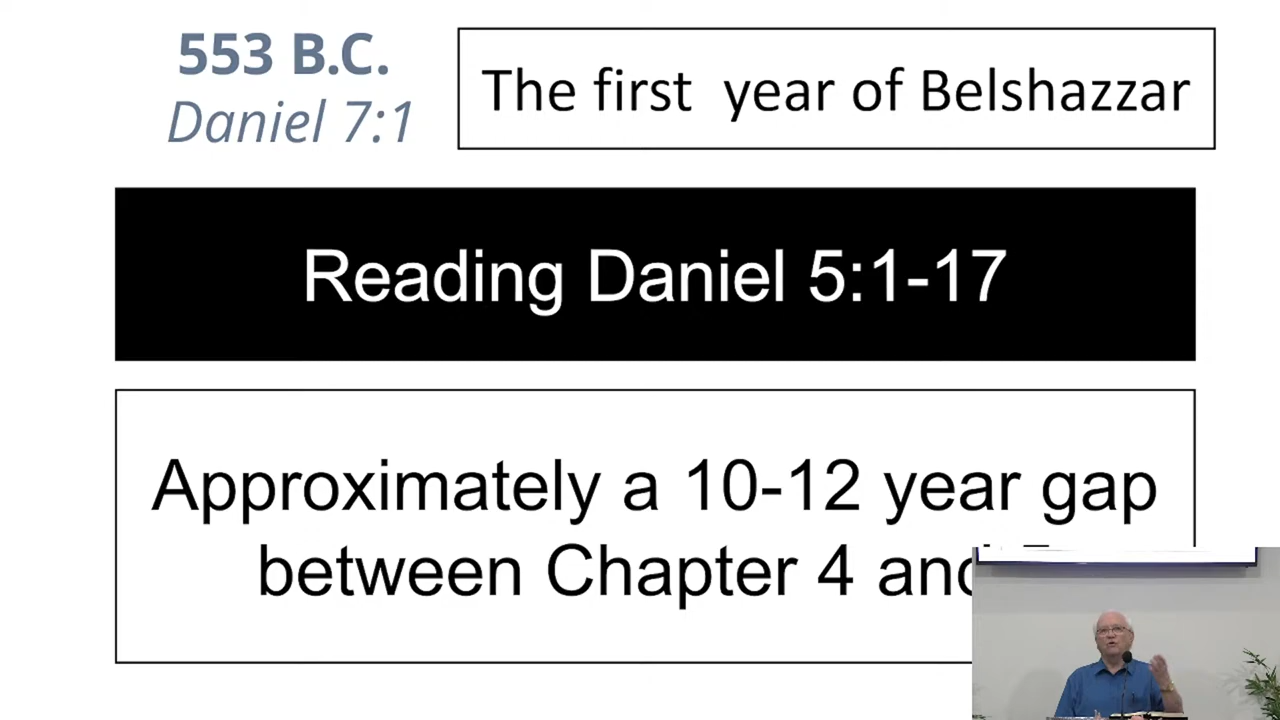 553 B.C.
Daniel 7:1
The first  year of Belshazzar
Reading Daniel 5:1-17
Approximately a 10-12 year gap
between Chapter 4 and